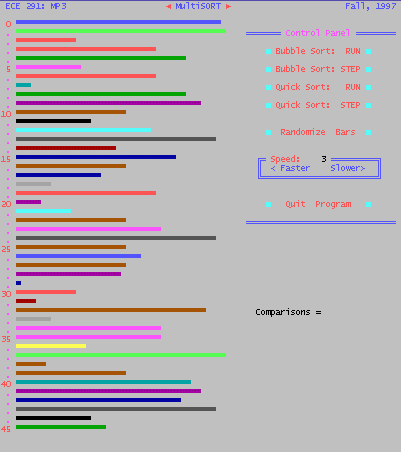 ECE 291: MP3 ◄ MultiSORT ► Fall, 1997
0
Control Panel
Bubble Sort: RUN
Bubble Sort: STEP
5
Quick Sort: RUN
Quick Sort: STEP
10
Randomize Bars
15
Speed: 3
< Faster Slower>
20
Quit Program
25
30
Comparisons =
35
40
45